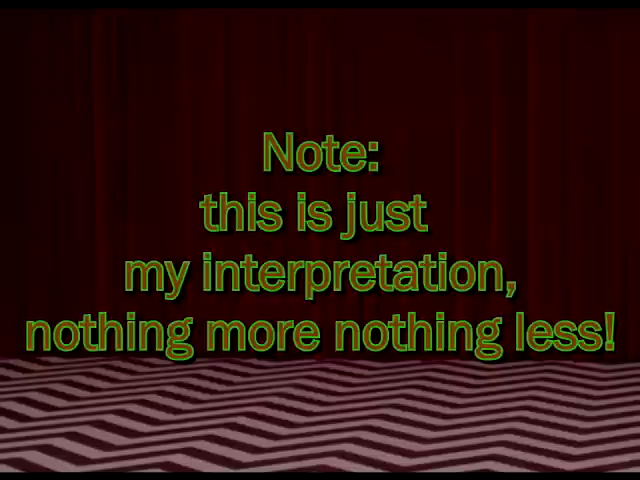 Note:
this is just
my interpretation,
nothing more nothing less!